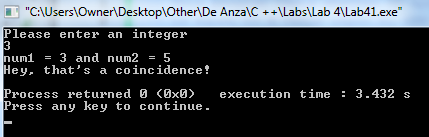 "C:\Users\Owner\Desktop\Other\De Anza\C ++\Labs\Lab 4\Lab41.exe"
Please enter an integer
3
num1 = 3 and num2 = 5
Hey, that's a coincidence!
Process returned 0 (0x0)   execution time : 3.432 s
Press any key to continue.